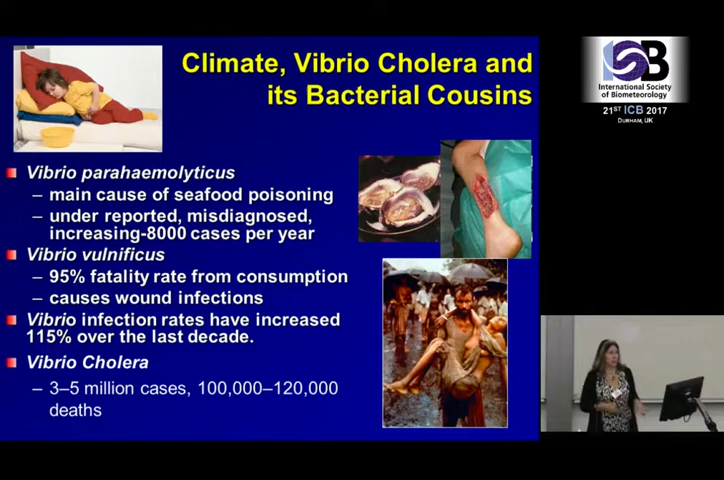 Climate, Vibrio Cholera and
its Bacterial Cousins
Vibrio parahaemolyticus
– main cause of seafood poisoning
– under reported, misdiagnosed,
increasing-8000 cases per year
Vibrio vulnificus
– 95% fatality rate from consumption
– causes wound infections
Vibrio infection rates have increased
115% over the last decade.
Vibrio Cholera
– 3–5 million cases, 100,000–120,000
deaths
ISB
International Society
of Biometeorology
21ST ICB 2017
DURHAM, UK